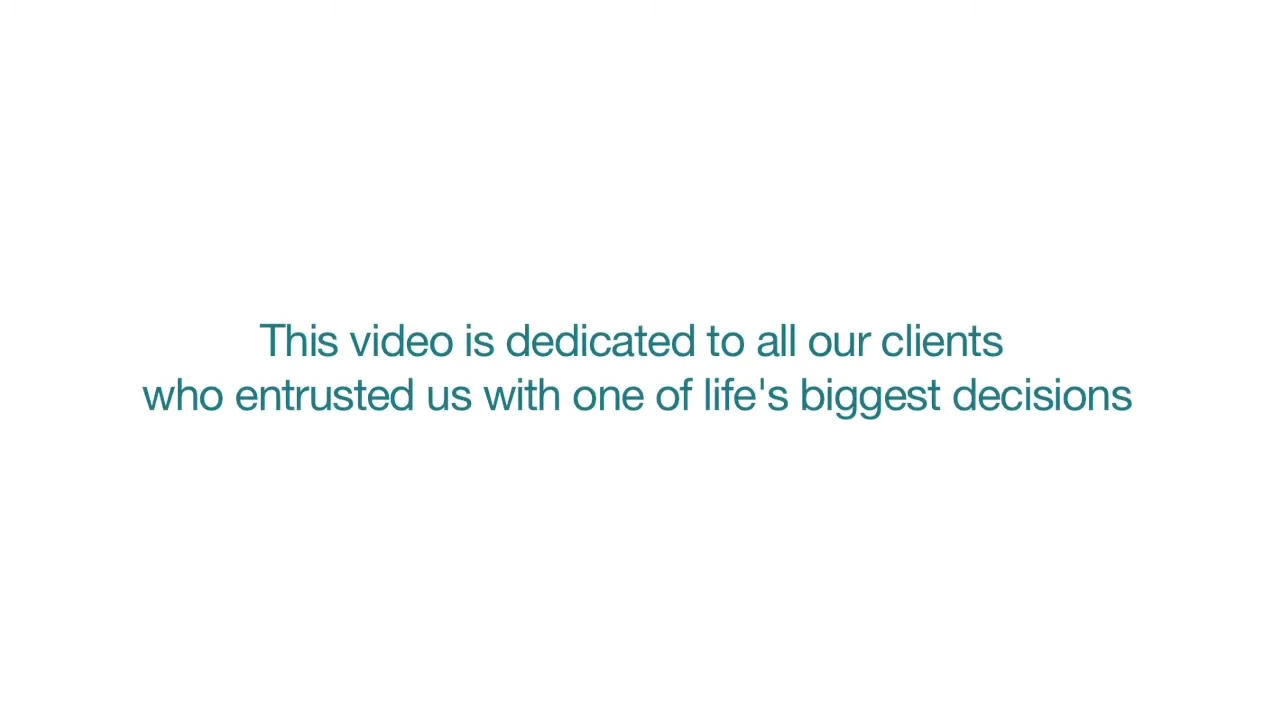 This video is dedicated to all our clients
who entrusted us with one of life's biggest decisions